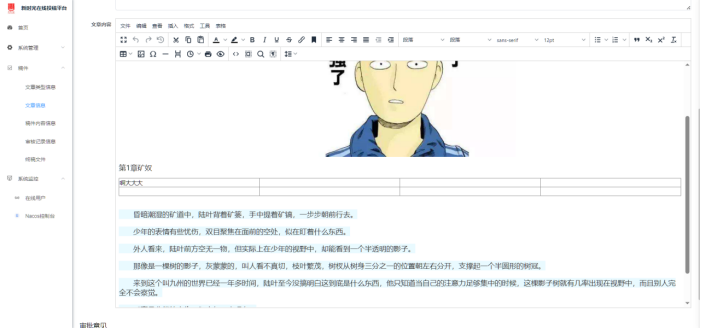 新时光在线投稿平台
首页
系统管理
稿件
文章类型信息
文章信息
稿件内容信息
审核记录信息
终稿文件
系统监控
在线用户
Nacos控制台
文章内容
文件 编辑 查看 插入 格式 工具 表格
段落 段落 sans-serif 12pt
强了
第1章矿奴
啊大大大
昏暗潮湿的矿道中，陆叶背着矿篓，手中提着矿镐，一步步朝前行去。
少年的表情有些忧伤，双目聚焦在面前的空处，似在盯着什么东西。
外人看来，陆叶前方空无一物，但实际上在少年的视野中，却能看到一个半透明的影子。
那像是一棵树的影子，灰蒙蒙的，叫人看不真切，枝叶繁茂，树杈从树身三分之一的位置朝左右分开，支撑起一个半圆形的树冠。
来到这个叫九州的世界已经一年多时间，陆叶至今没搞明白这到底是什么东西，他只知道当自己的注意力足够集中的时候，这棵影子树就有几率出现在视野中，而且别人完
全不会察觉。
审批意见